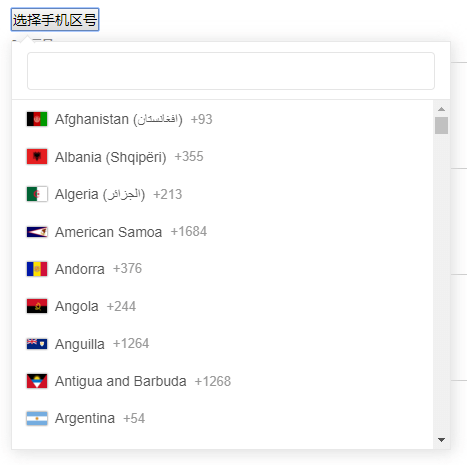 选择手机区号
Afghanistan (‫افغانستان‬‎) +93
Albania (Shqipëri) +355
Algeria (‫الجزائر‬‎) +213
American Samoa +1684
Andorra +376
Angola +244
Anguilla +1264
Antigua and Barbuda +1268
Argentina +54